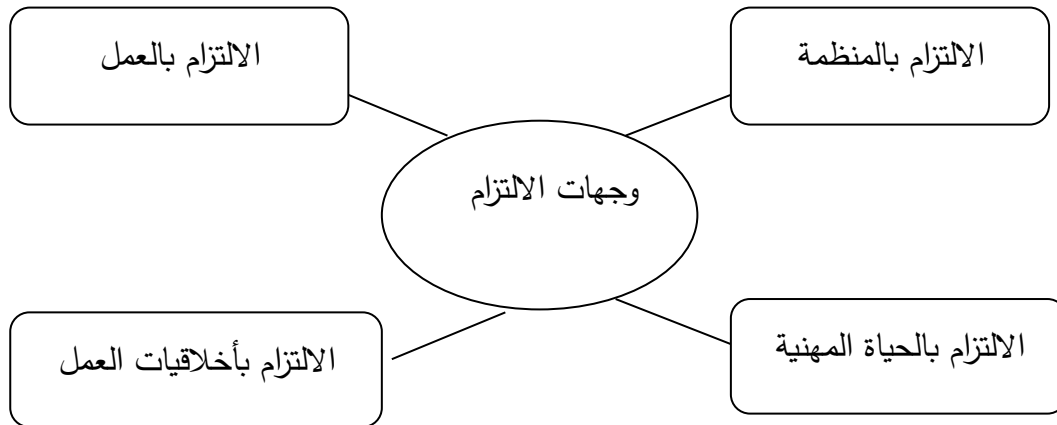 الالتزام بالمنظمة
الالتزام بالعمل
وجهات الالتزام
الالتزام بالحياة المهنية
الالتزام بأخلاقيات العمل